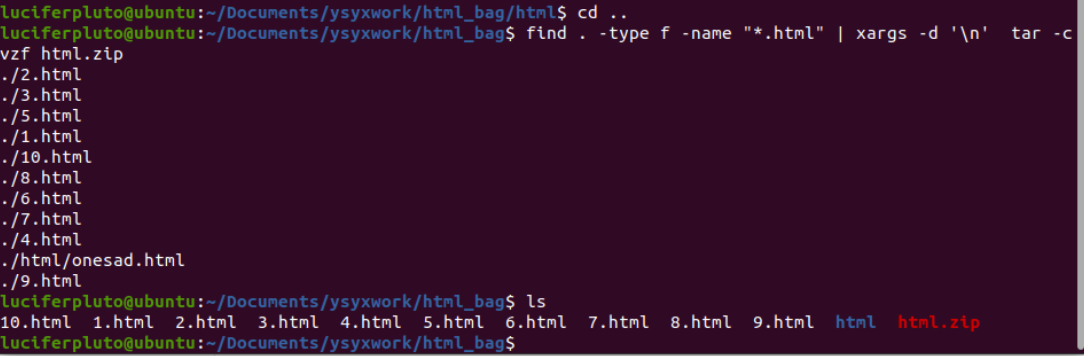 luciferpluto@ubuntu:~/Documents/ysyxwork/html_bag/html$ cd ..
luciferpluto@ubuntu:~/Documents/ysyxwork/html_bag$ find . -type f -name "*.html" | xargs -d '\n'  tar -c
vzf html.zip
./2.html
./3.html
./5.html
./1.html
./10.html
./8.html
./6.html
./7.html
./4.html
./html/onesad.html
./9.html
luciferpluto@ubuntu:~/Documents/ysyxwork/html_bag$ ls
10.html  1.html  2.html  3.html  4.html  5.html  6.html  7.html  8.html  9.html  html  html.zip
luciferpluto@ubuntu:~/Documents/ysyxwork/html_bag$